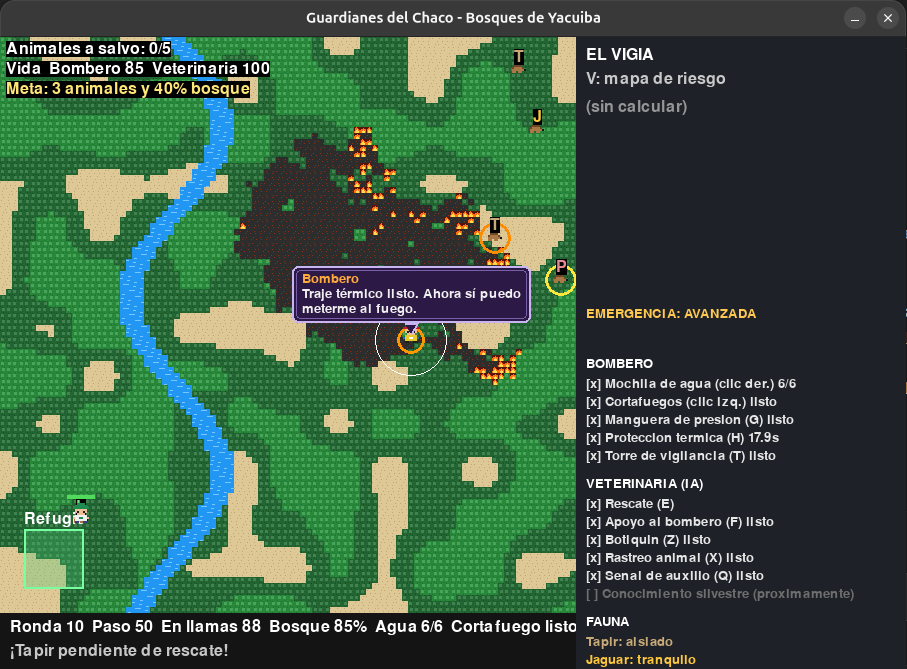 Guardianes del Chaco - Bosques de Yacuiba
Animales a salvo: 0/5
Vida Bombero 85 Veterinaria 100
Meta: 3 animales y 40% bosque
T
J
T
P
Bombero
Traje térmico listo. Ahora sí puedo
meterme al fuego.
Refugi
Ronda 10 Paso 50 En llamas 88 Bosque 85% Agua 6/6 Cortafuego listo
¡Tapir pendiente de rescate!
EL VIGIA
V: mapa de riesgo
(sin calcular)
EMERGENCIA: AVANZADA
BOMBERO
[x] Mochila de agua (clic der.) 6/6
[x] Cortafuegos (clic izq.) listo
[x] Manguera de presion (G) listo
[x] Proteccion termica (H) 17.9s
[x] Torre de vigilancia (T) listo
VETERINARIA (IA)
[x] Rescate (E)
[x] Apoyo al bombero (F) listo
[x] Botiquin (Z) listo
[x] Rastreo animal (X) listo
[x] Senal de auxilio (Q) listo
[ ] Conocimiento silvestre (proximamente)
FAUNA
Tapir: aislado
Jaguar: tranquilo